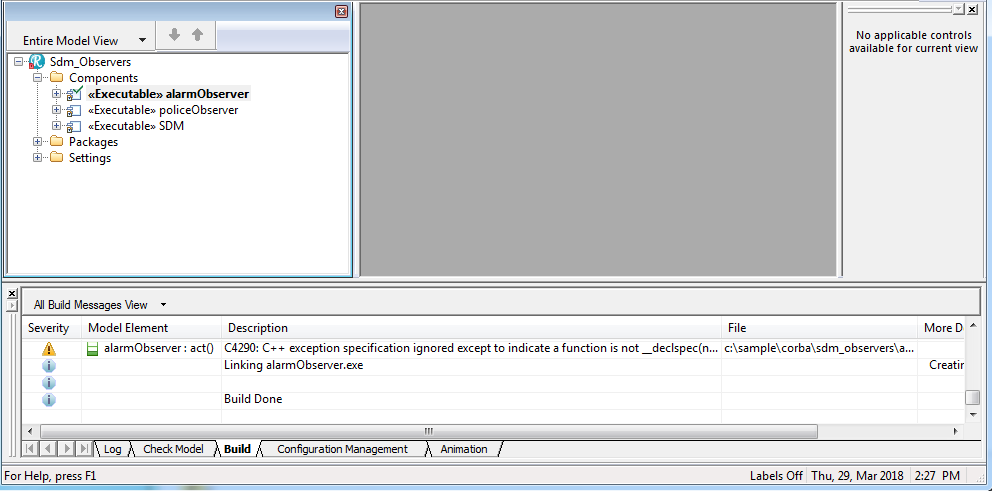 Entire Model View
Sdm_Observers
Components
«Executable» alarmObserver
«Executable» policeObserver
«Executable» SDM
Packages
Settings
No applicable controls
available for current view
All Build Messages View
Severity Model Element Description File More D
alarmObserver : act() C4290: C++ exception specification ignored except to indicate a function is not __declspec(n... c:\sample\corba\sdm_observers\a...
Linking alarmObserver.exe Creatin
Build Done
Log Check Model Build Configuration Management Animation
For Help, press F1 Labels Off Thu, 29, Mar 2018 2:27 PM